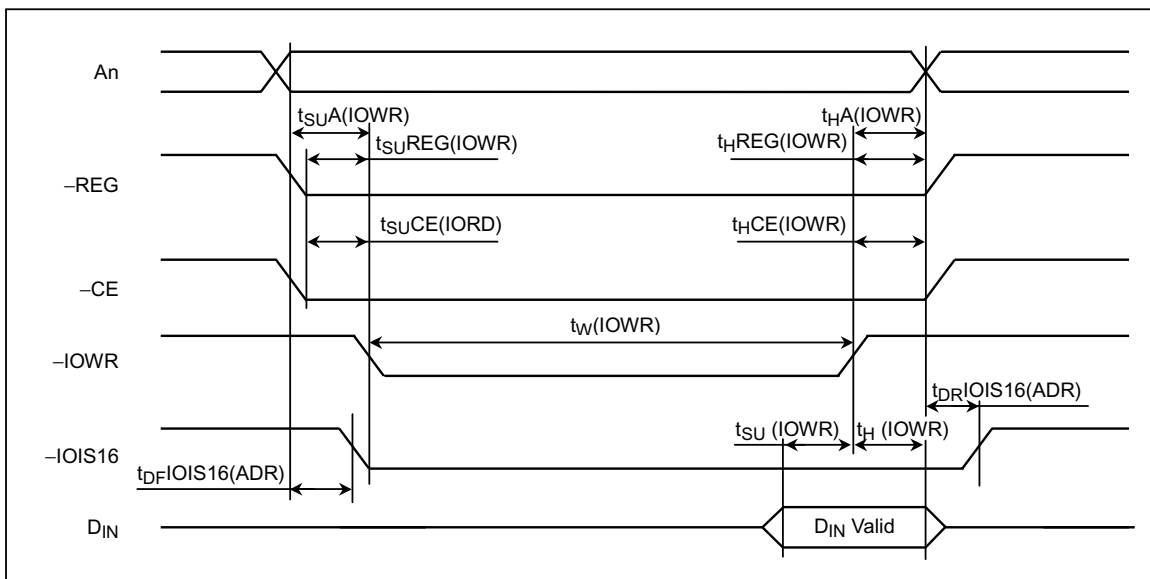 An
tSUA(IOWR)
tHA(IOWR)
tSUREG(IOWR)
tHREG(IOWR)
–REG
tSUCE(IORD)
tHCE(IOWR)
–CE
tW(IOWR)
–IOWR
tDRIOIS16(ADR)
tSU (IOWR)
tH (IOWR)
–IOIS16
tDFIOIS16(ADR)
DIN
DIN Valid